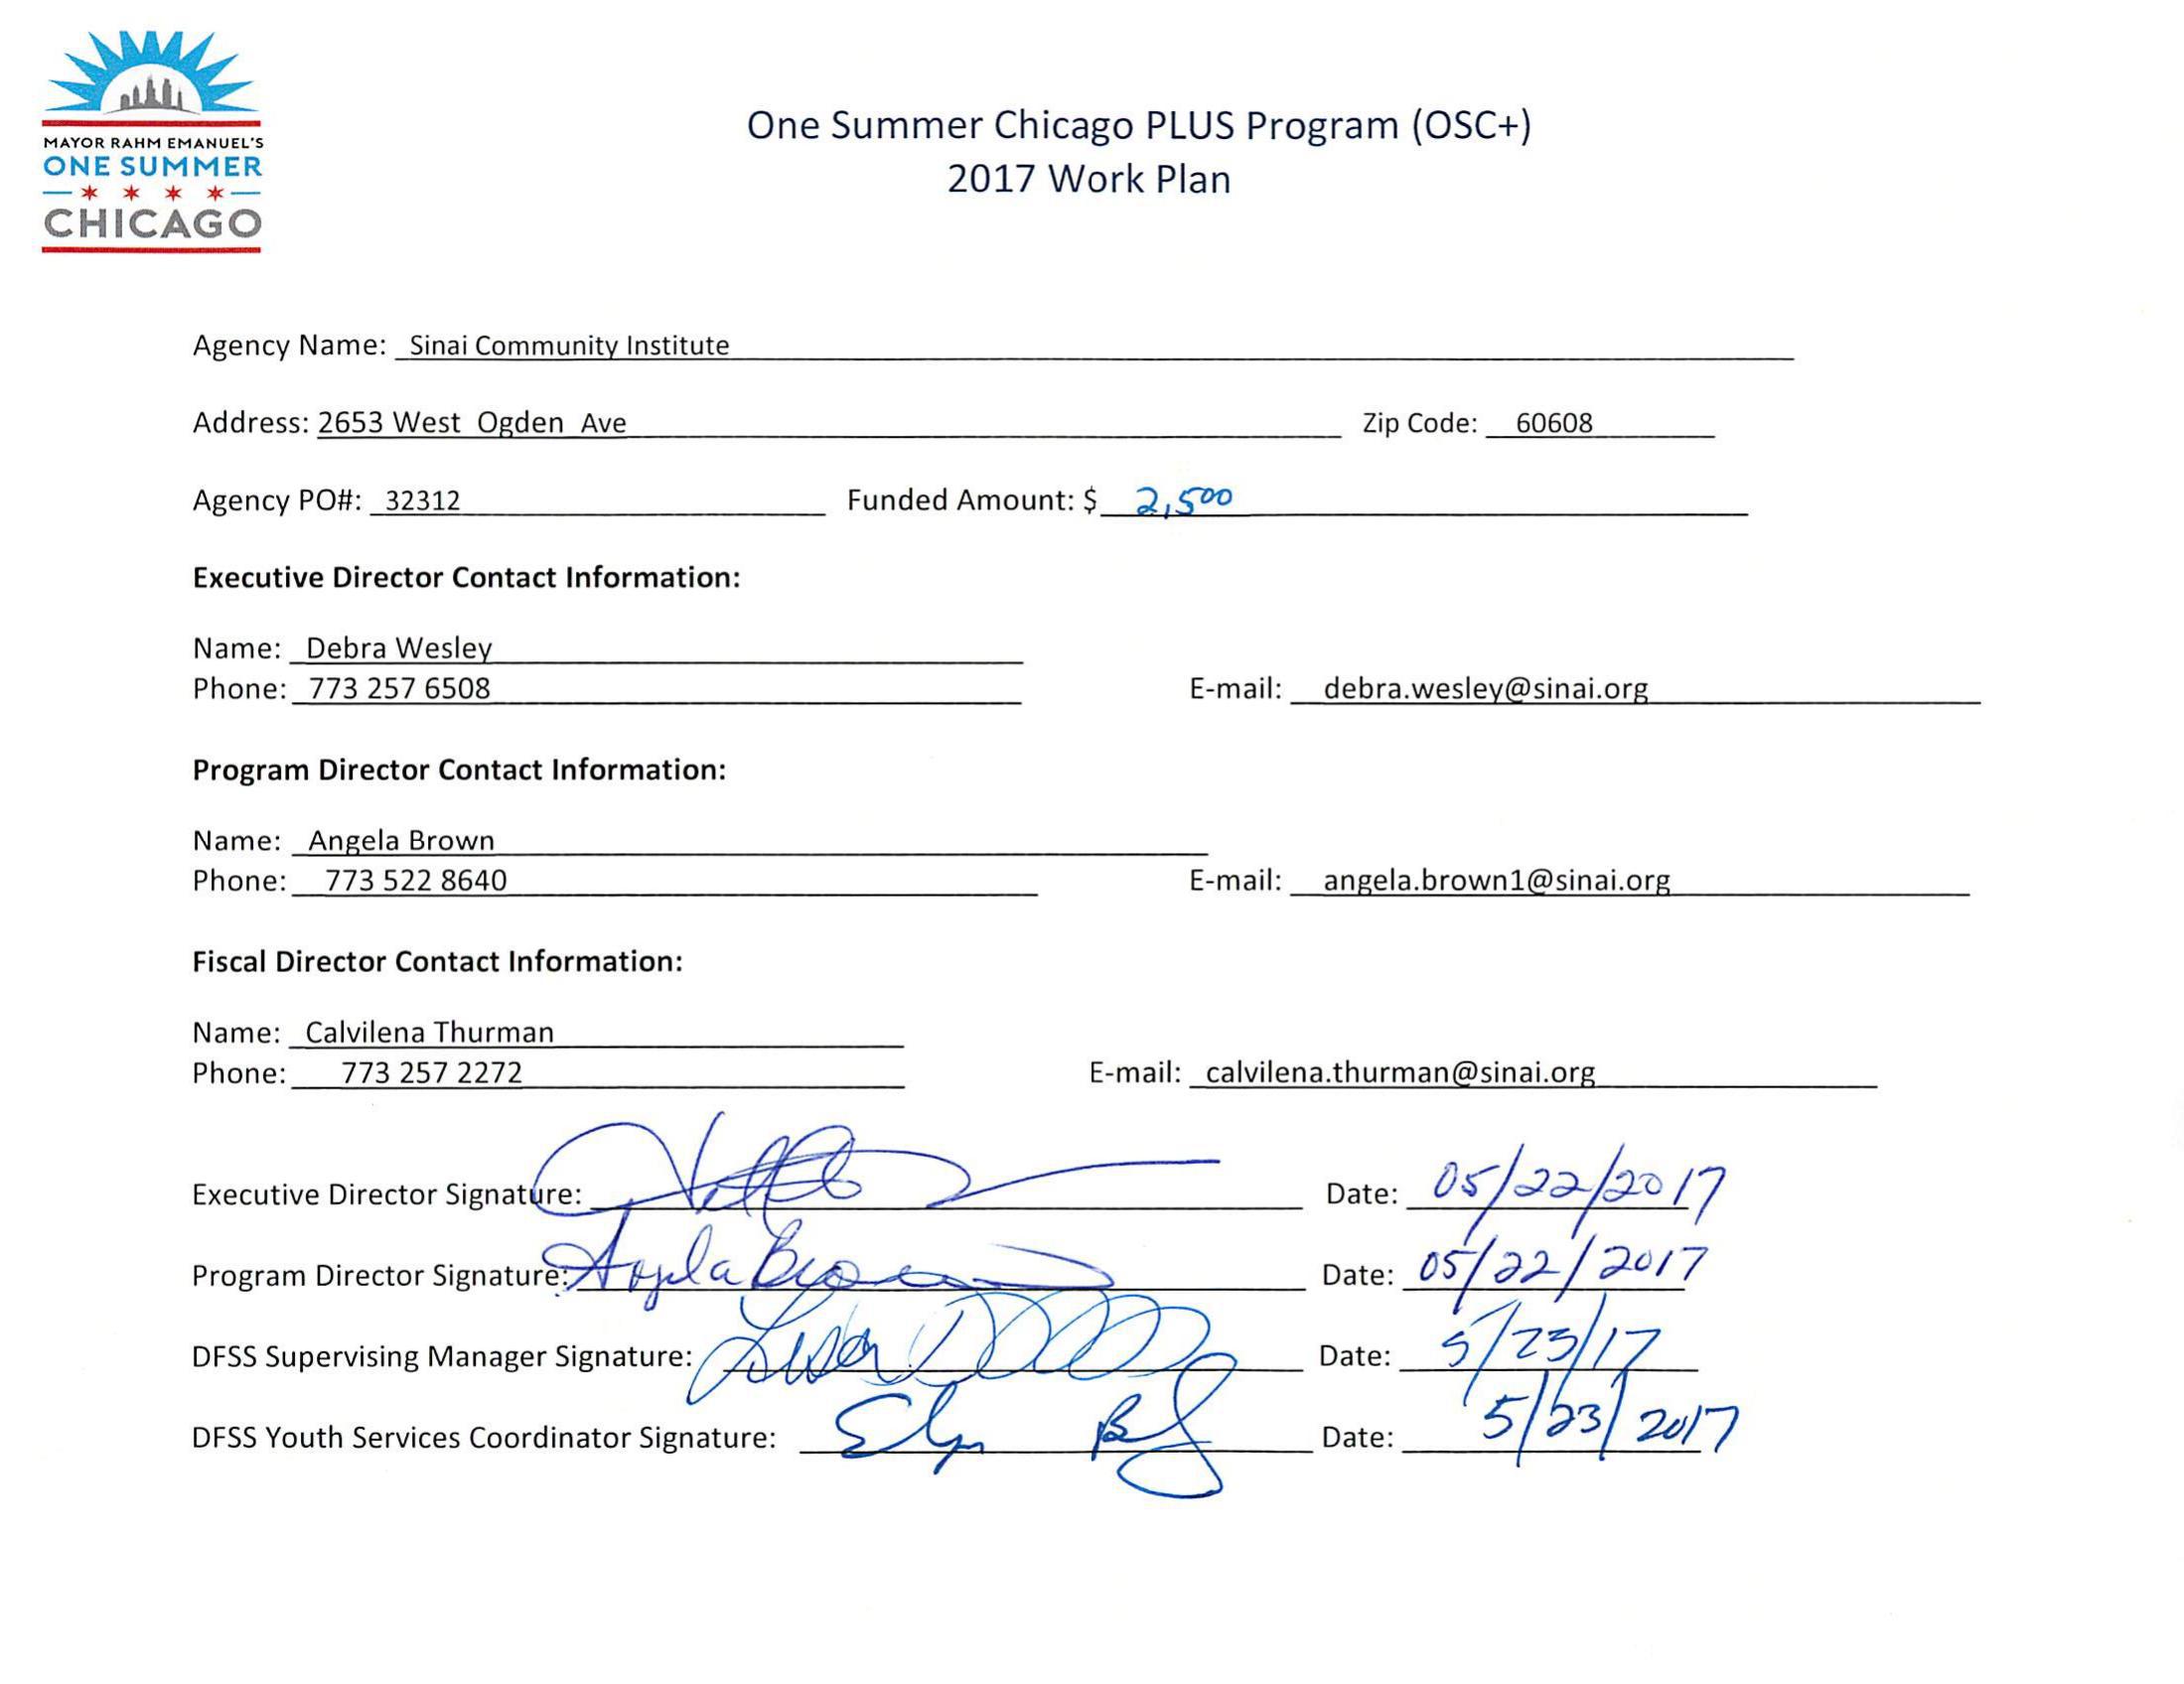 MAYOR RAHM EMANUEL'S
ONE SUMMER
CHICAGO
One Summer Chicago PLUS Program (OSC+)
2017 Work Plan
Agency Name: Sinai Community Institute
Address: 2653 West Ogden Ave Zip Code: 60608
Agency PO#: 32312 Funded Amount: $ 2,500
Executive Director Contact Information:
Name: Debra Wesley
Phone: 773 257 6508 E-mail: debra.wesley@sinai.org
Program Director Contact Information:
Name: Angela Brown
Phone: 773 522 8640 E-mail: angela.brown1@sinai.org
Fiscal Director Contact Information:
Name: Calvilena Thurman
Phone: 773 257 2272 E-mail: calvilena.thurman@sinai.org
Executive Director Signature: Date: 05/22/2017
Program Director Signature: Angela Brown Date: 05/22/2017
DFSS Supervising Manager Signature: Lisa Date: 5/23/17
DFSS Youth Services Coordinator Signature: Date: 5/23/2017